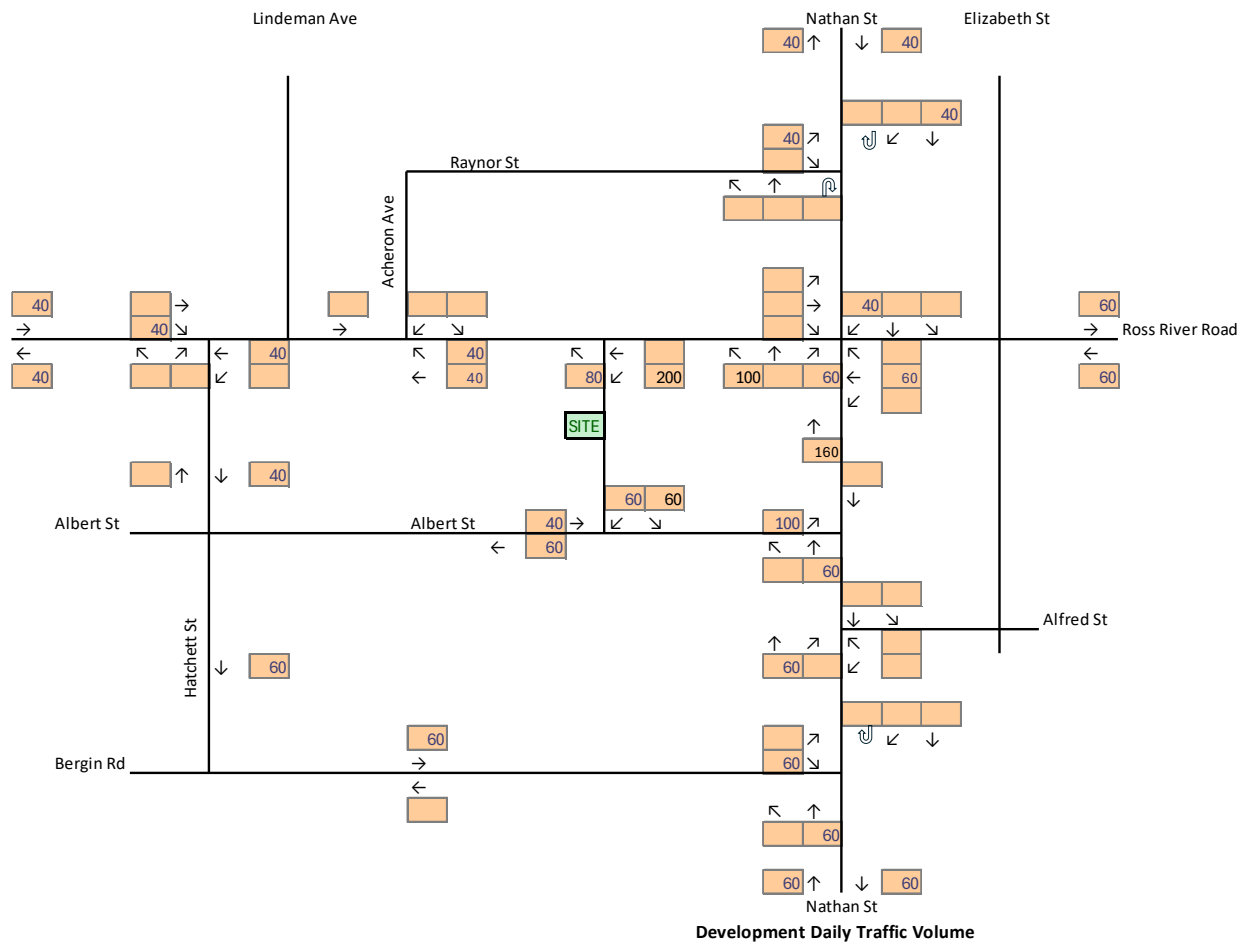 Lindeman Ave
Nathan St
Elizabeth St
40
40
40
40
Raynor St
Acheron Ave
40
40
60
40
Ross River Road
40
40
40
80
100
60
60
40
40
200
60
SITE
160
40
60
60
Albert St
Albert St
40
100
60
60
Hatchett St
Alfred St
60
60
60
Bergin Rd
60
60
60
60
Nathan St
Development Daily Traffic Volume